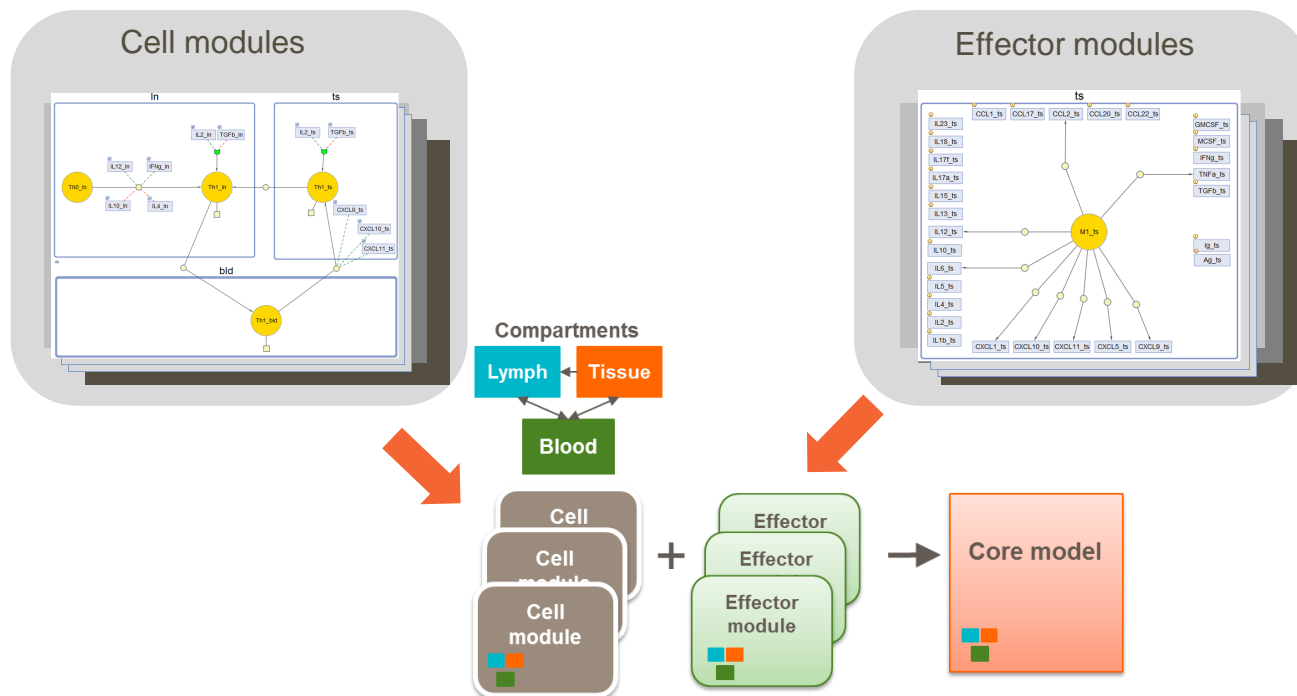 Cell modules
Effector modules
ln
ts
IL2_ln
TGFb_ln
IL2_ts
TGFb_ts
IL12_ln
IFNg_ln
Th0_ln
Th1_ln
Th1_ts
IL10_ln
IL4_ln
CXCL9_ts
CXCL10_ts
CXCL11_ts
bld
Th1_bld
ts
CCL1_ts
CCL17_ts
CCL2_ts
CCL20_ts
CCL22_ts
IL23_ts
IL18_ts
IL17f_ts
IL17a_ts
IL15_ts
IL13_ts
IL12_ts
IL10_ts
IL6_ts
IL5_ts
IL4_ts
IL2_ts
IL1b_ts
GMCSF_ts
MCSF_ts
IFNg_ts
TNFa_ts
TGFb_ts
M1_ts
Ig_ts
Ag_ts
CXCL1_ts
CXCL10_ts
CXCL11_ts
CXCL5_ts
CXCL9_ts
Compartments
Lymph
Tissue
Blood
Cell
Cell
module
Cell
module
+
Effector
Effector
Effector
module
Core model